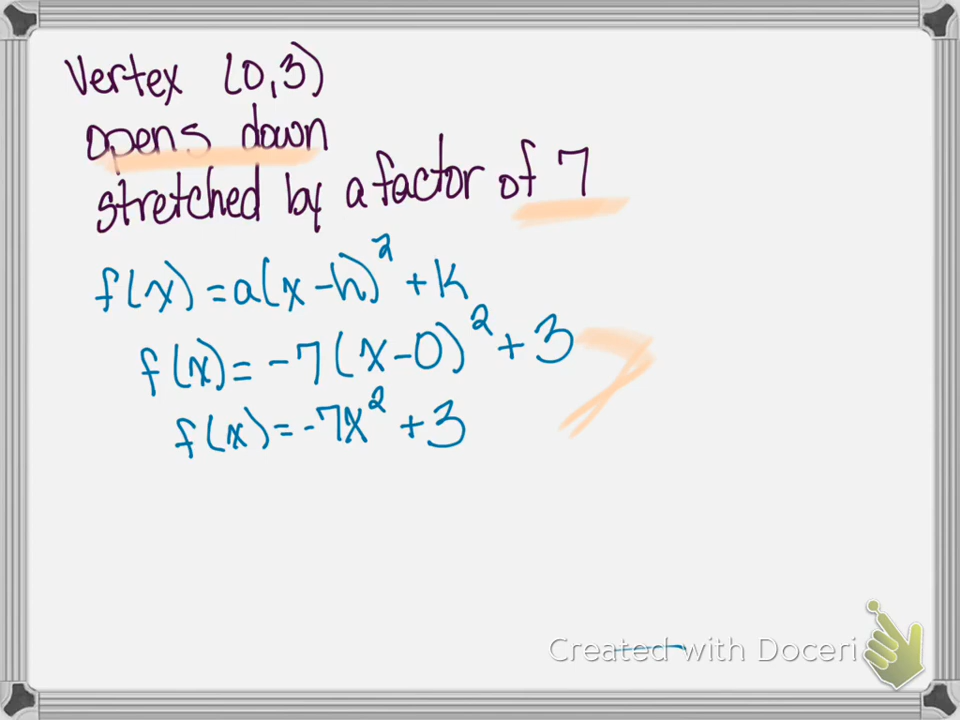 Vertex (0,3)
opens down
stretched by a factor of 7
f(x) = a(x-h)² + k
f(x) = -7(x-0)² + 3
f(x) = -7x² + 3
Created with Doceri